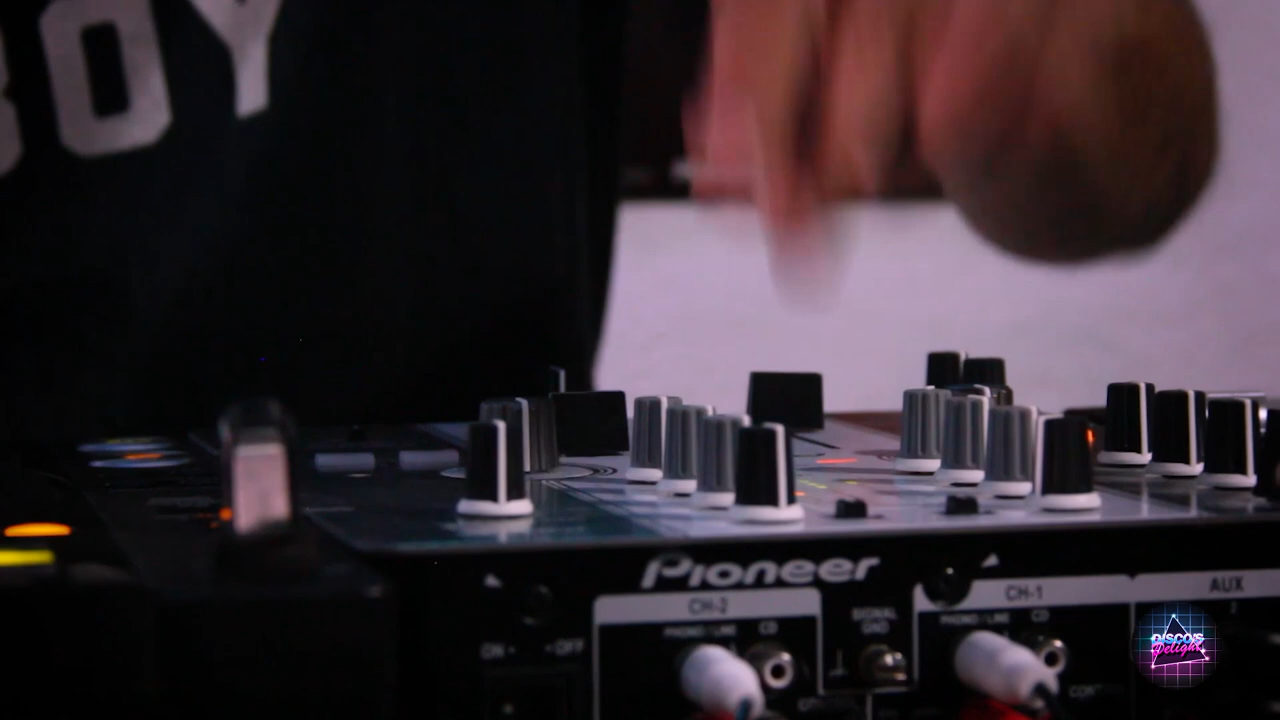 BOY
Pioneer
CH-2
PHONO/LINE CD
SIGNAL
GND
CH-1
PHONO/LINE CD
AUX
ON
OFF
DISCO'S
Delight